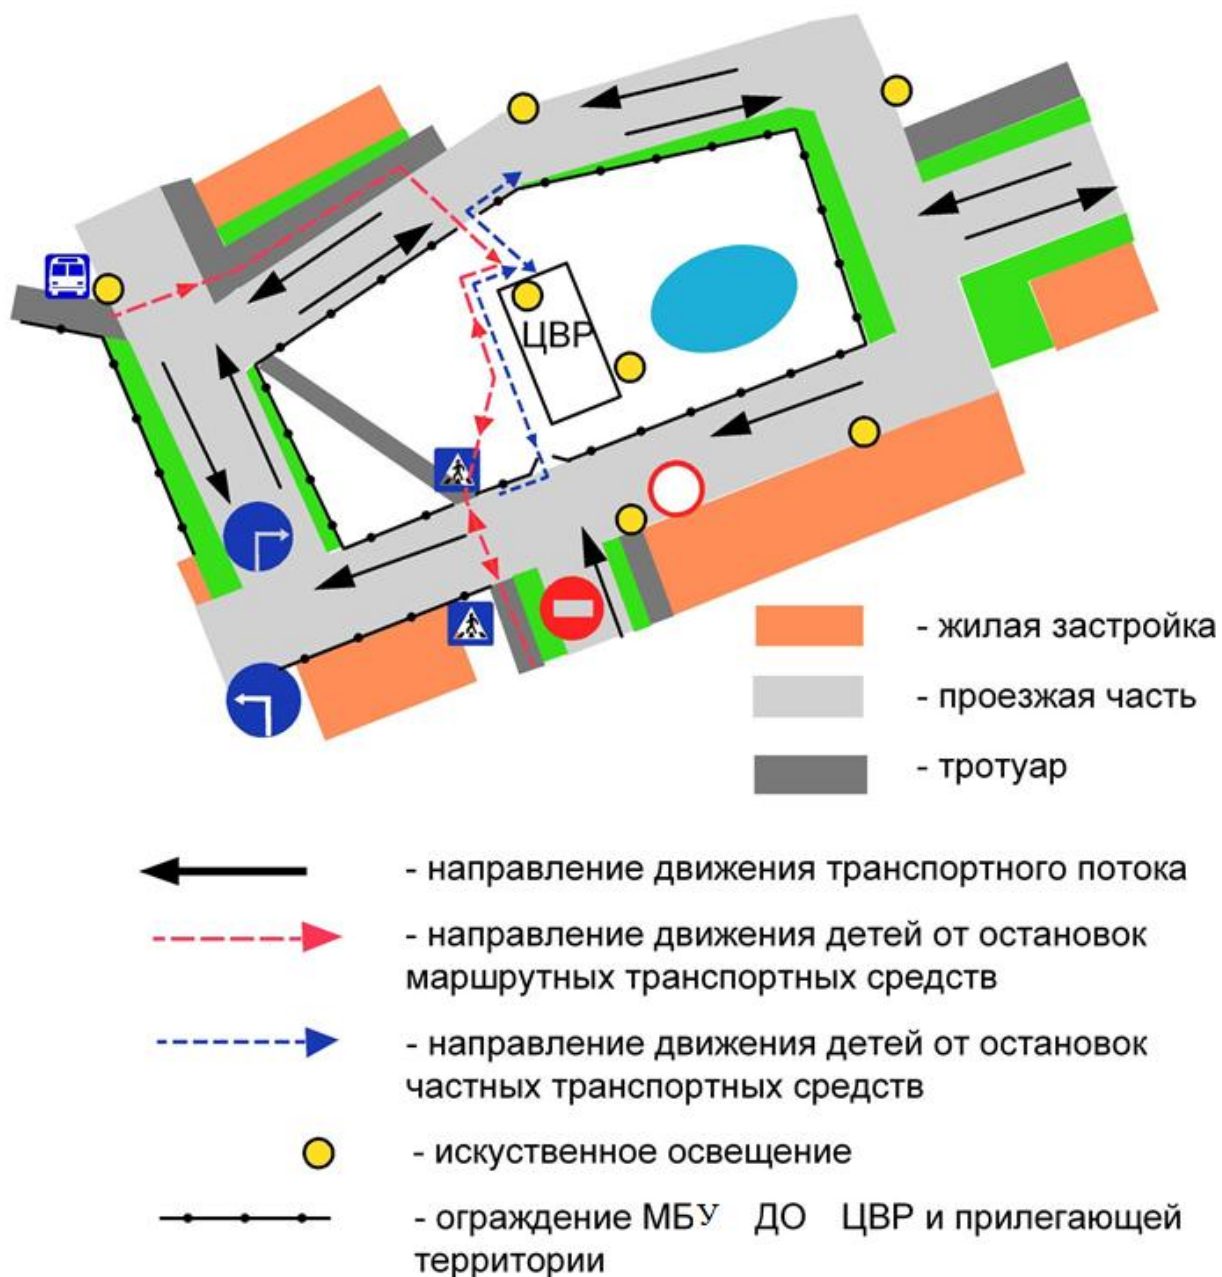 ЦВР
- жилая застройка
- проезжая часть
- тротуар
- направление движения транспортного потока
- направление движения детей от остановок
маршрутных транспортных средств
- направление движения детей от остановок
частных транспортных средств
- искуственное освещение
- ограждение МБУ ДО ЦВР и прилегающей
территории